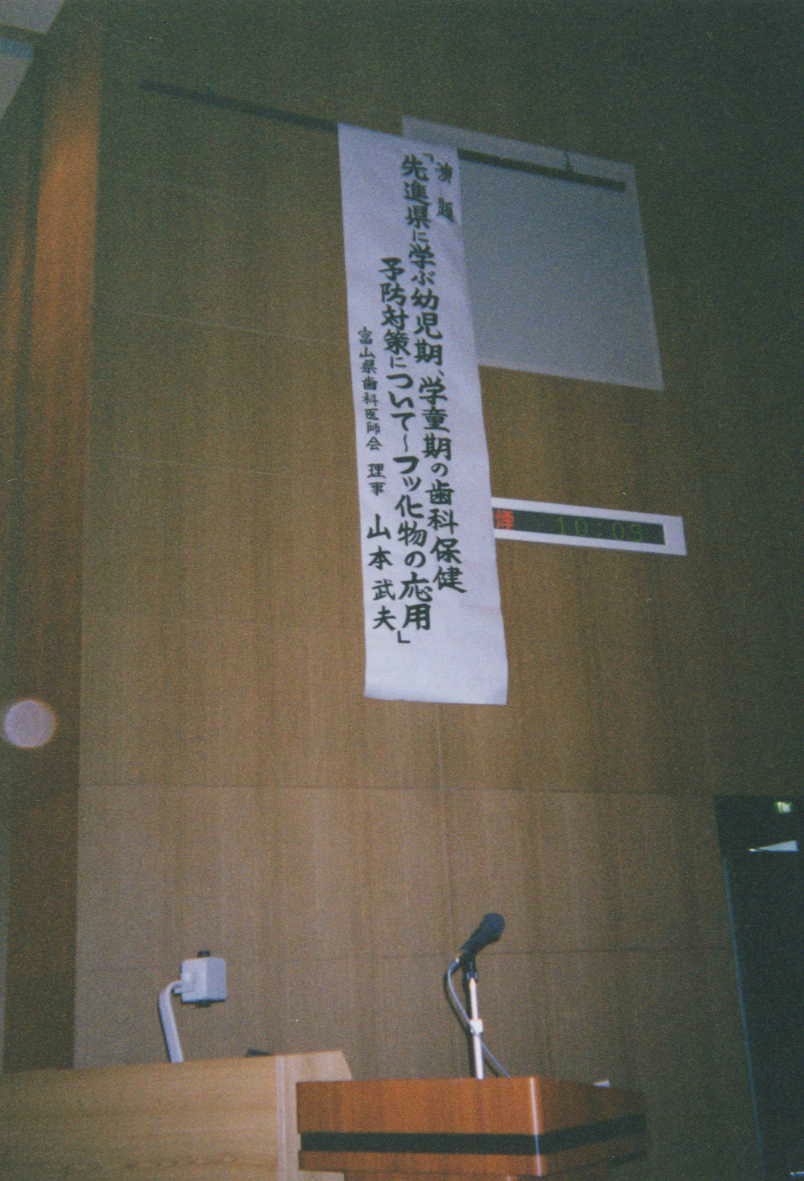 演題
「先進県に学ぶ幼児期、学童期の歯科保健
予防対策について〜フッ化物の応用」
富山県歯科医師会 理事 山本武夫
10:09